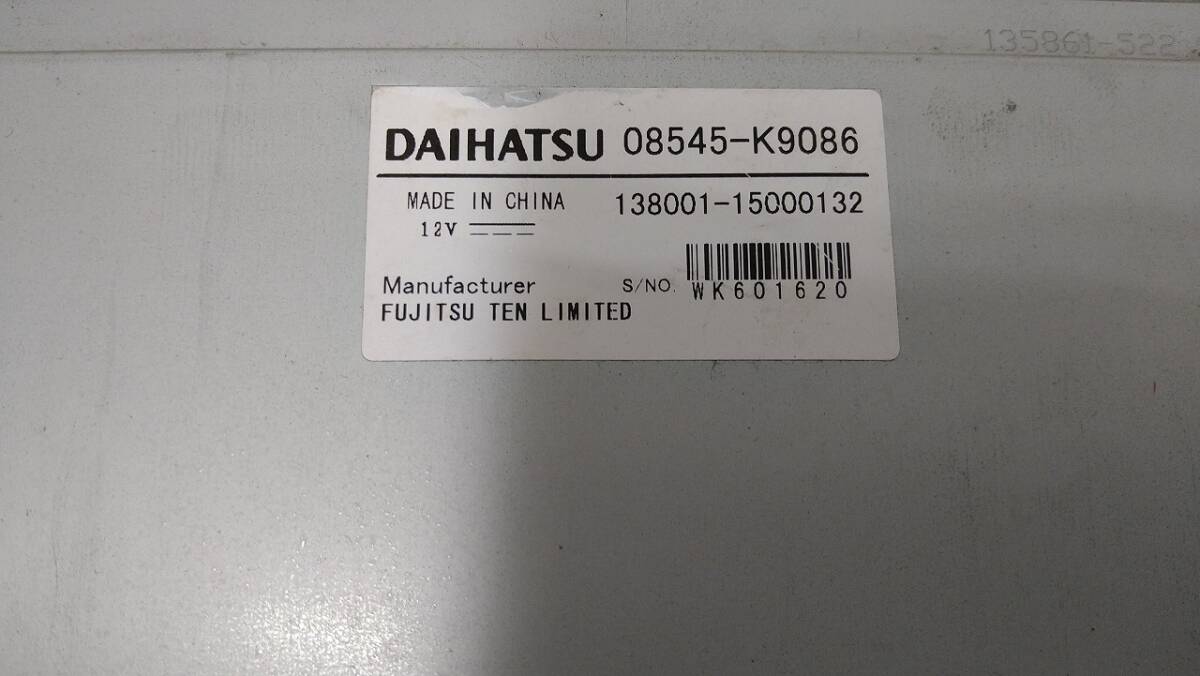 135861-522
DAIHATSU 08545-K9086
MADE IN CHINA 138001-15000132
12V
Manufacturer S/NO. WK601620
FUJITSU TEN LIMITED